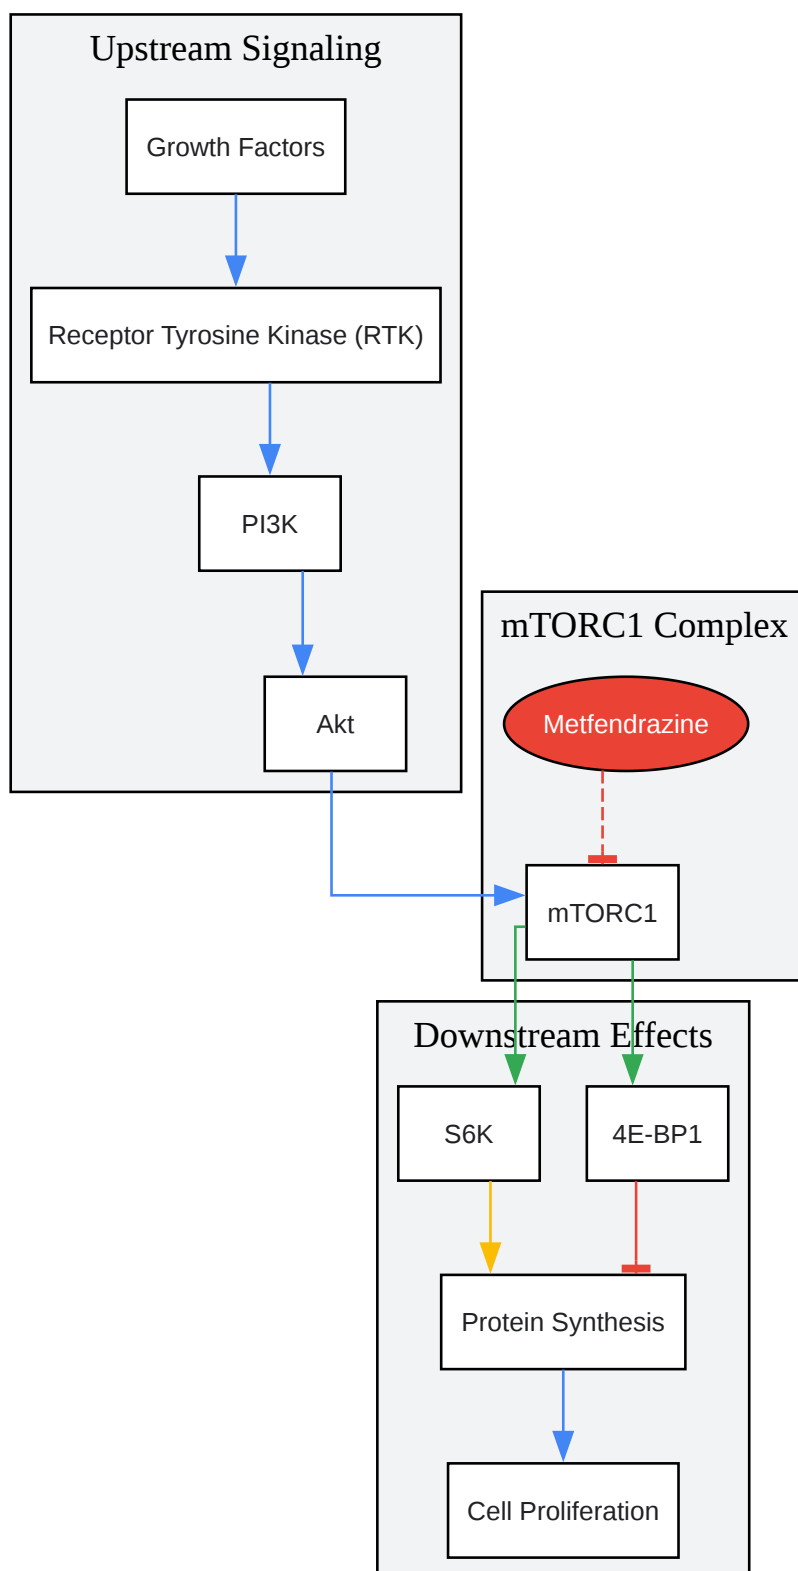 Upstream Signaling
Growth Factors
Receptor Tyrosine Kinase (RTK)
PI3K
Akt
mTORC1 Complex
Metfendrazine
mTORC1
Downstream Effects
S6K
4E-BP1
Protein Synthesis
Cell Proliferation